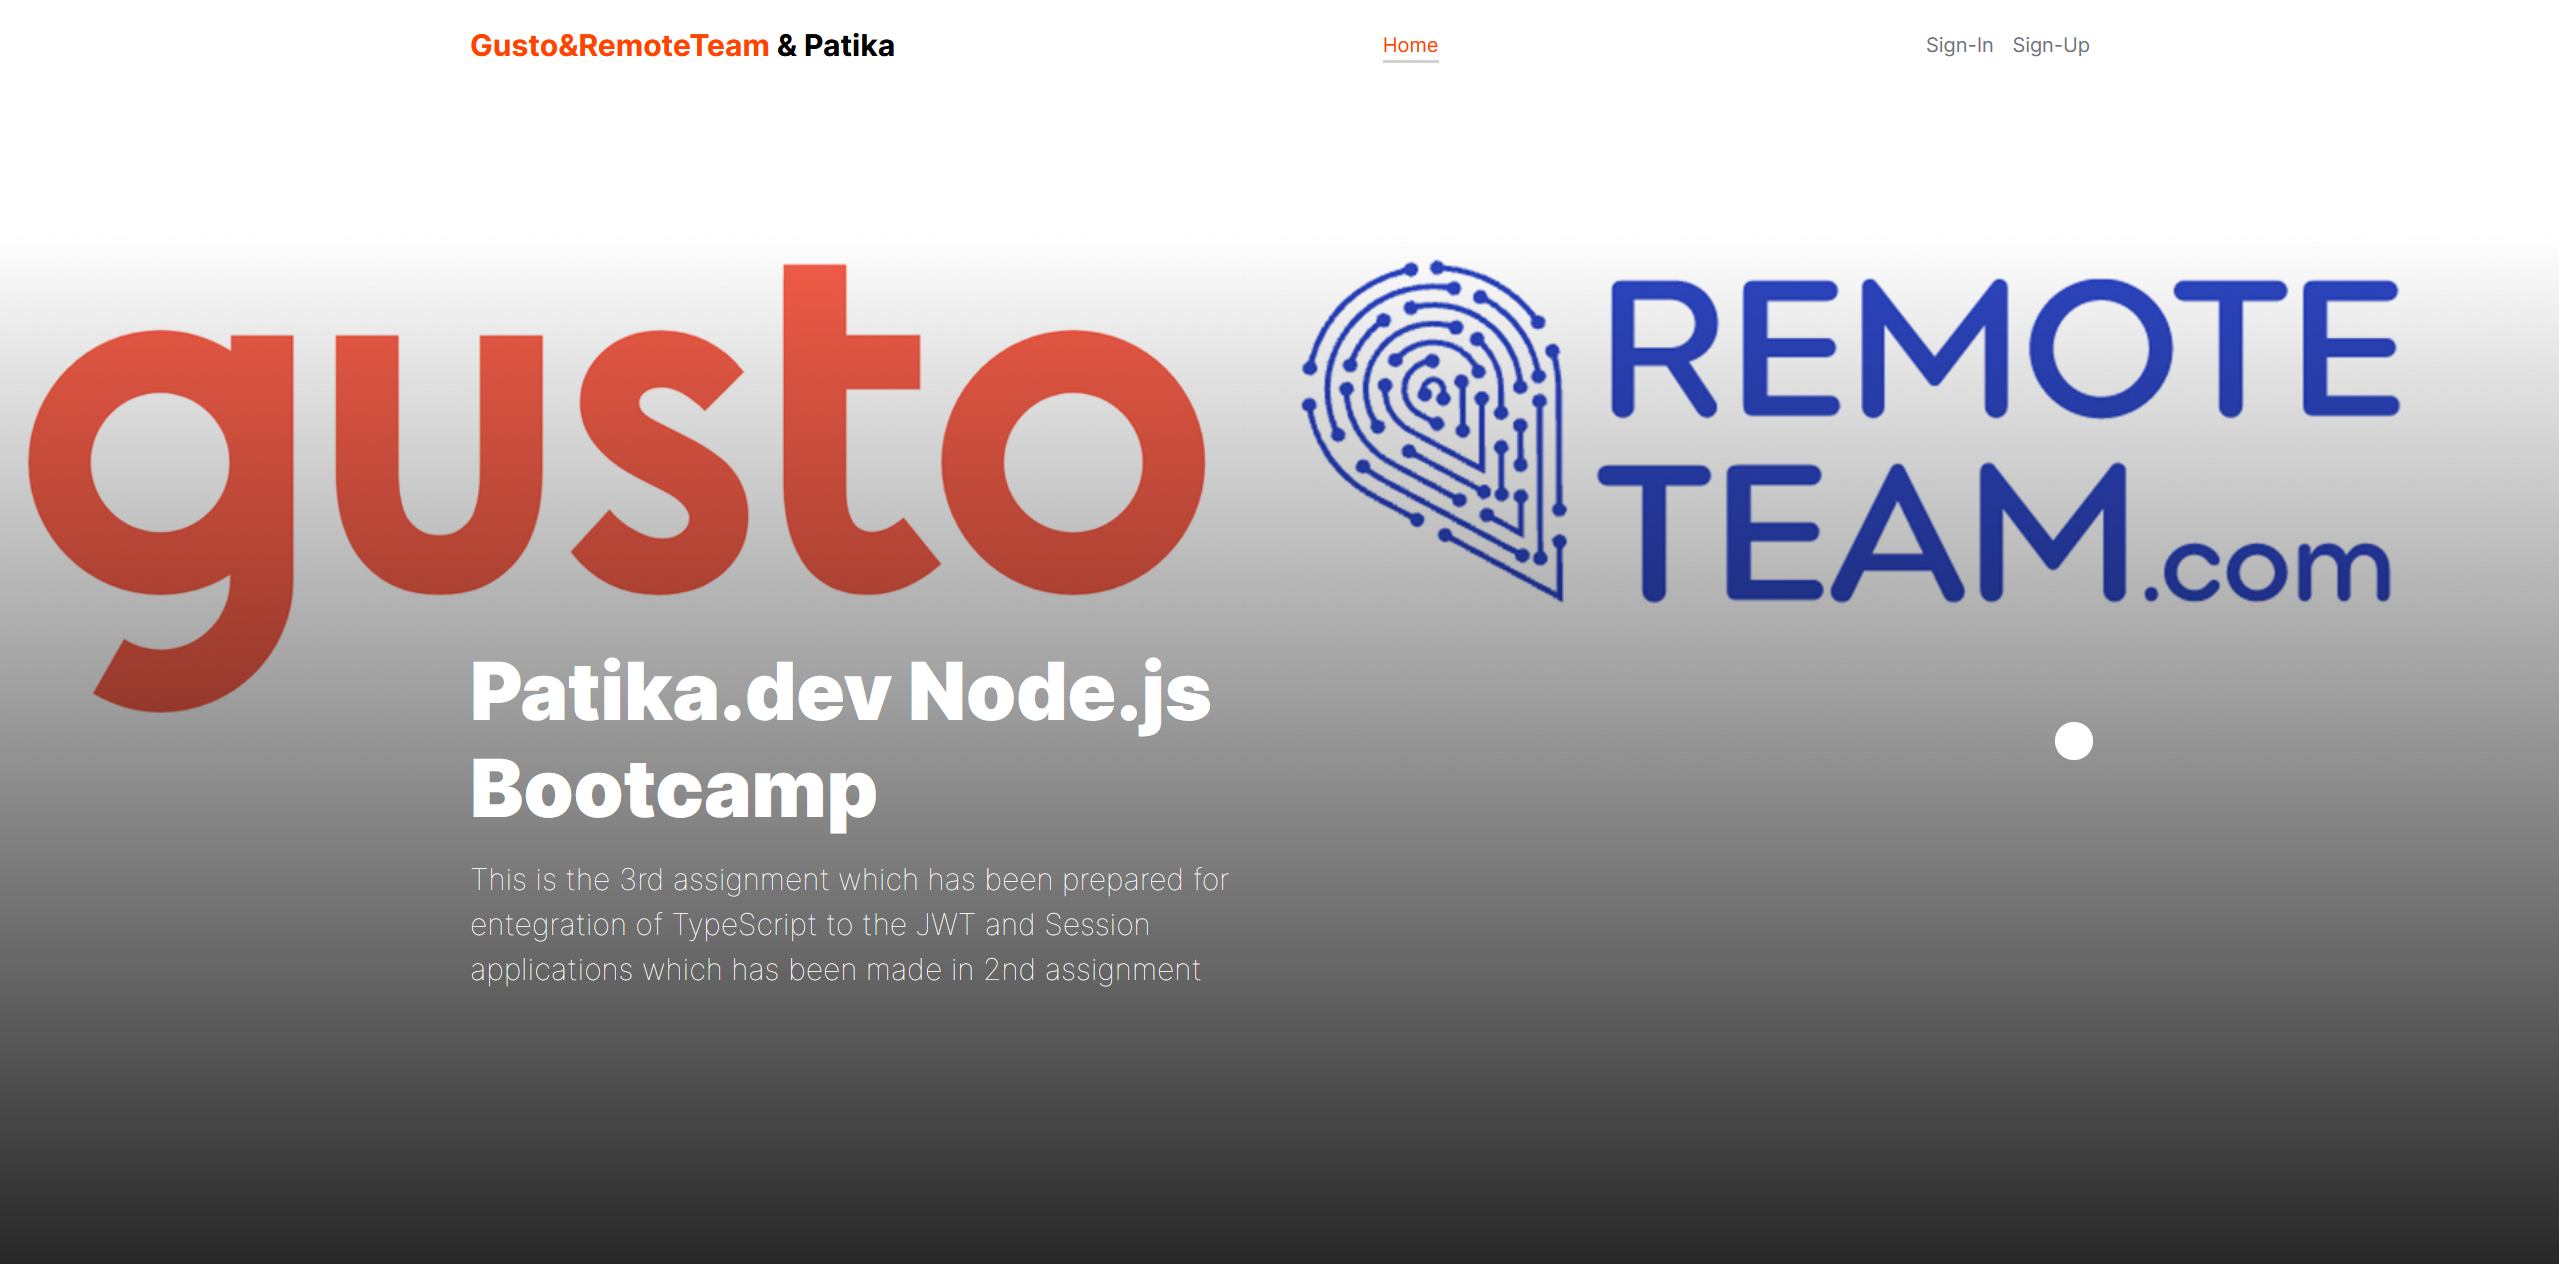 Gusto&RemoteTeam & Patika
Home
Sign-In Sign-Up
gusto
REMOTE
TEAM.com
Patika.dev Node.js
Bootcamp
This is the 3rd assignment which has been prepared for
entegration of TypeScript to the JWT and Session
applications which has been made in 2nd assignment